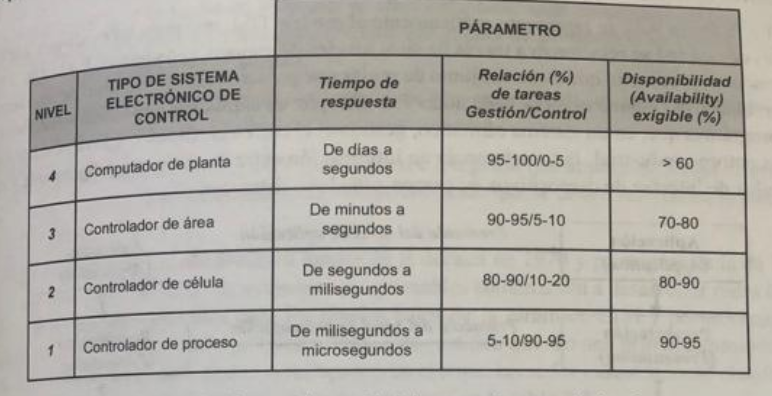 PÁRAMETRO
NIVEL
TIPO DE SISTEMA
ELECTRÓNICO DE
CONTROL
Tiempo de
respuesta
Relación (%)
de tareas
Gestión/Control
Disponibilidad
(Availability)
exigible (%)
4
Computador de planta
De días a
segundos
95-100/0-5
> 60
3
Controlador de área
De minutos a
segundos
90-95/5-10
70-80
2
Controlador de célula
De segundos a
milisegundos
80-90/10-20
80-90
1
Controlador de proceso
De milisegundos a
microsegundos
5-10/90-95
90-95